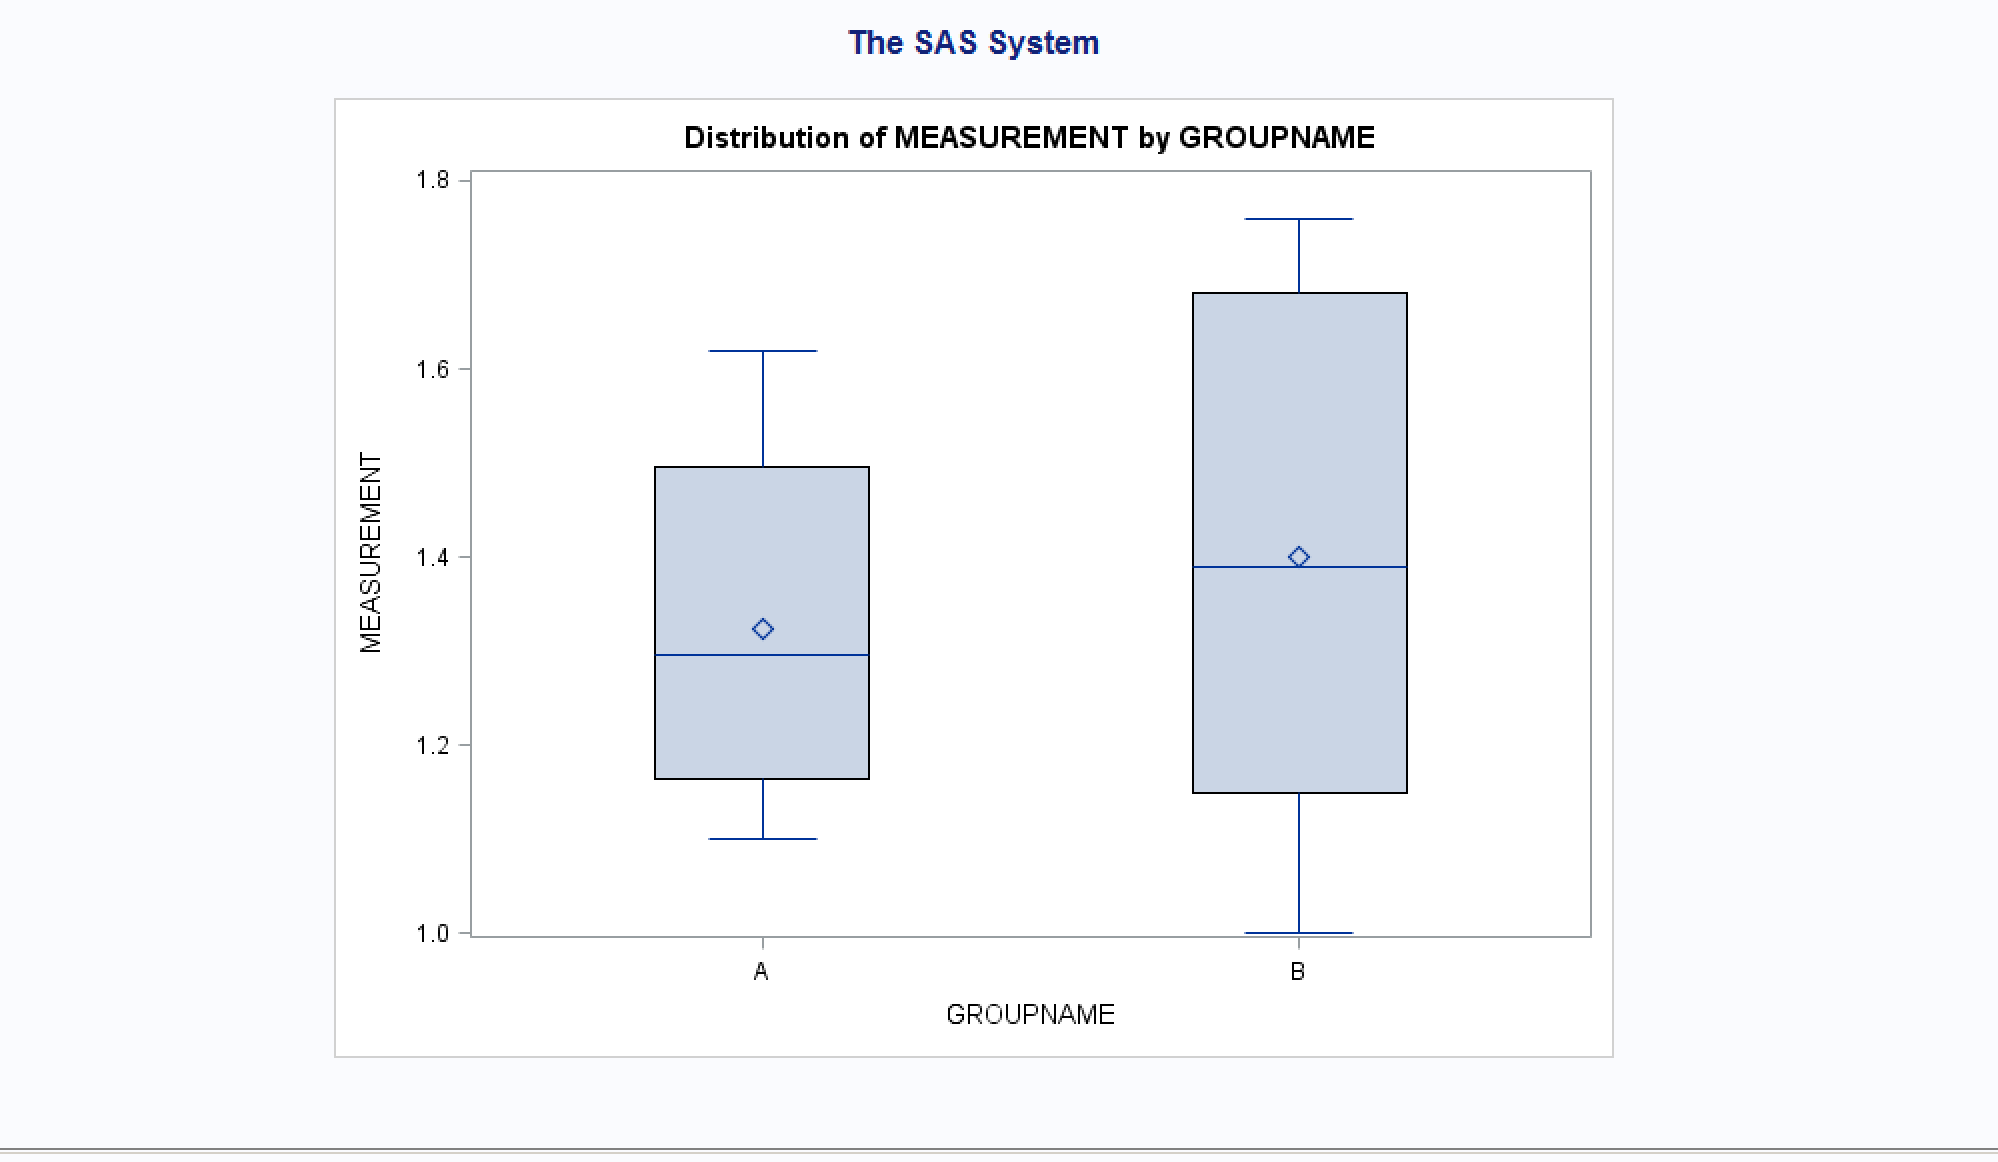 The SAS System
Distribution of MEASUREMENT by GROUPNAME
1.8
1.6
1.4
1.2
1.0
MEASUREMENT
A
B
GROUPNAME